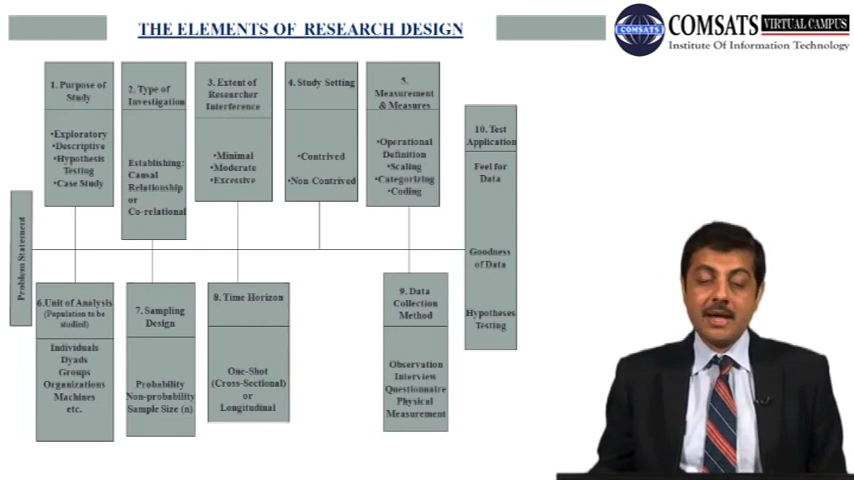 THE ELEMENTS OF RESEARCH DESIGN
COMSATS VIRTUAL CAMPUS
Institute Of Information Technology
1. Purpose of
Study
•Exploratory
•Descriptive
•Hypothesis
Testing
•Case Study
2. Type of
Investigation
Establishing:
Causal
Relationship
or
Co-relational
3. Extent of
Researcher
Interference
•Minimal
•Moderate
•Excessive
4. Study Setting
•Contrived
•Non Contrived
5.
Measurement
& Measures
•Operational
Definition
•Scaling
•Categorizing
•Coding
10. Test
Application
Feel for
Data
Goodness
of Data
Hypotheses
Testing
Problem Statement
6.Unit of Analysis
(Population to be
studied)
Individuals
Dyads
Groups
Organizations
Machines
etc.
7. Sampling
Design
Probability
Non-probability
Sample Size (n)
8. Time Horizon
One-Shot
(Cross-Sectional)
or
Longitudinal
9. Data
Collection
Method
Observation
Interview
Questionnaire
Physical
Measurement